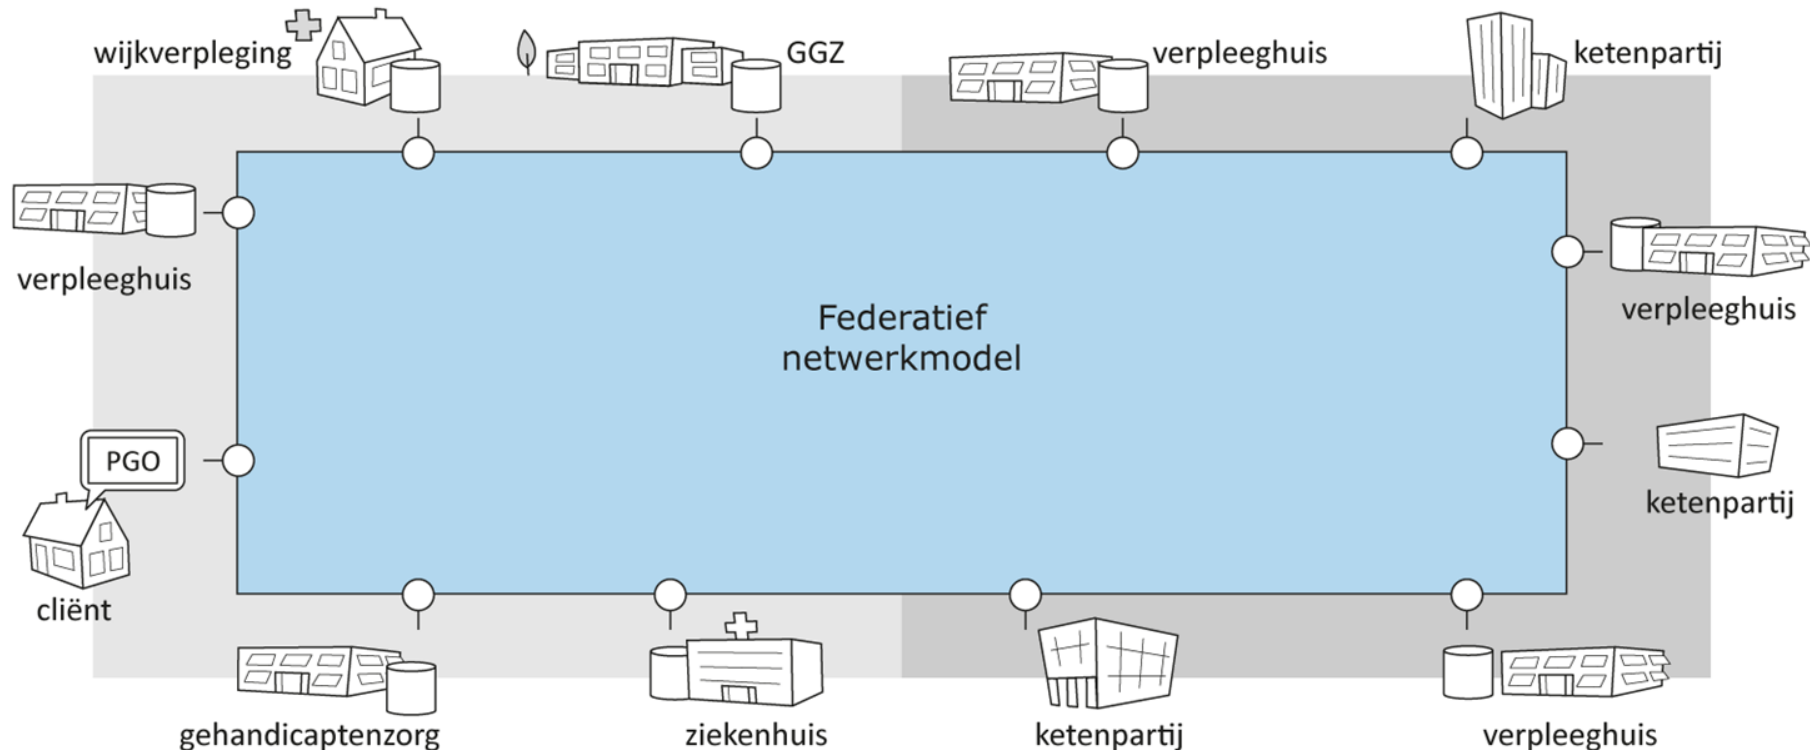 wijkverpleging
GGZ
verpleeghuis
ketenpartij
verpleeghuis
verpleeghuis
Federatief
netwerkmodel
PGO
ketenpartij
cliënt
gehandicaptenzorg
ziekenhuis
ketenpartij
verpleeghuis